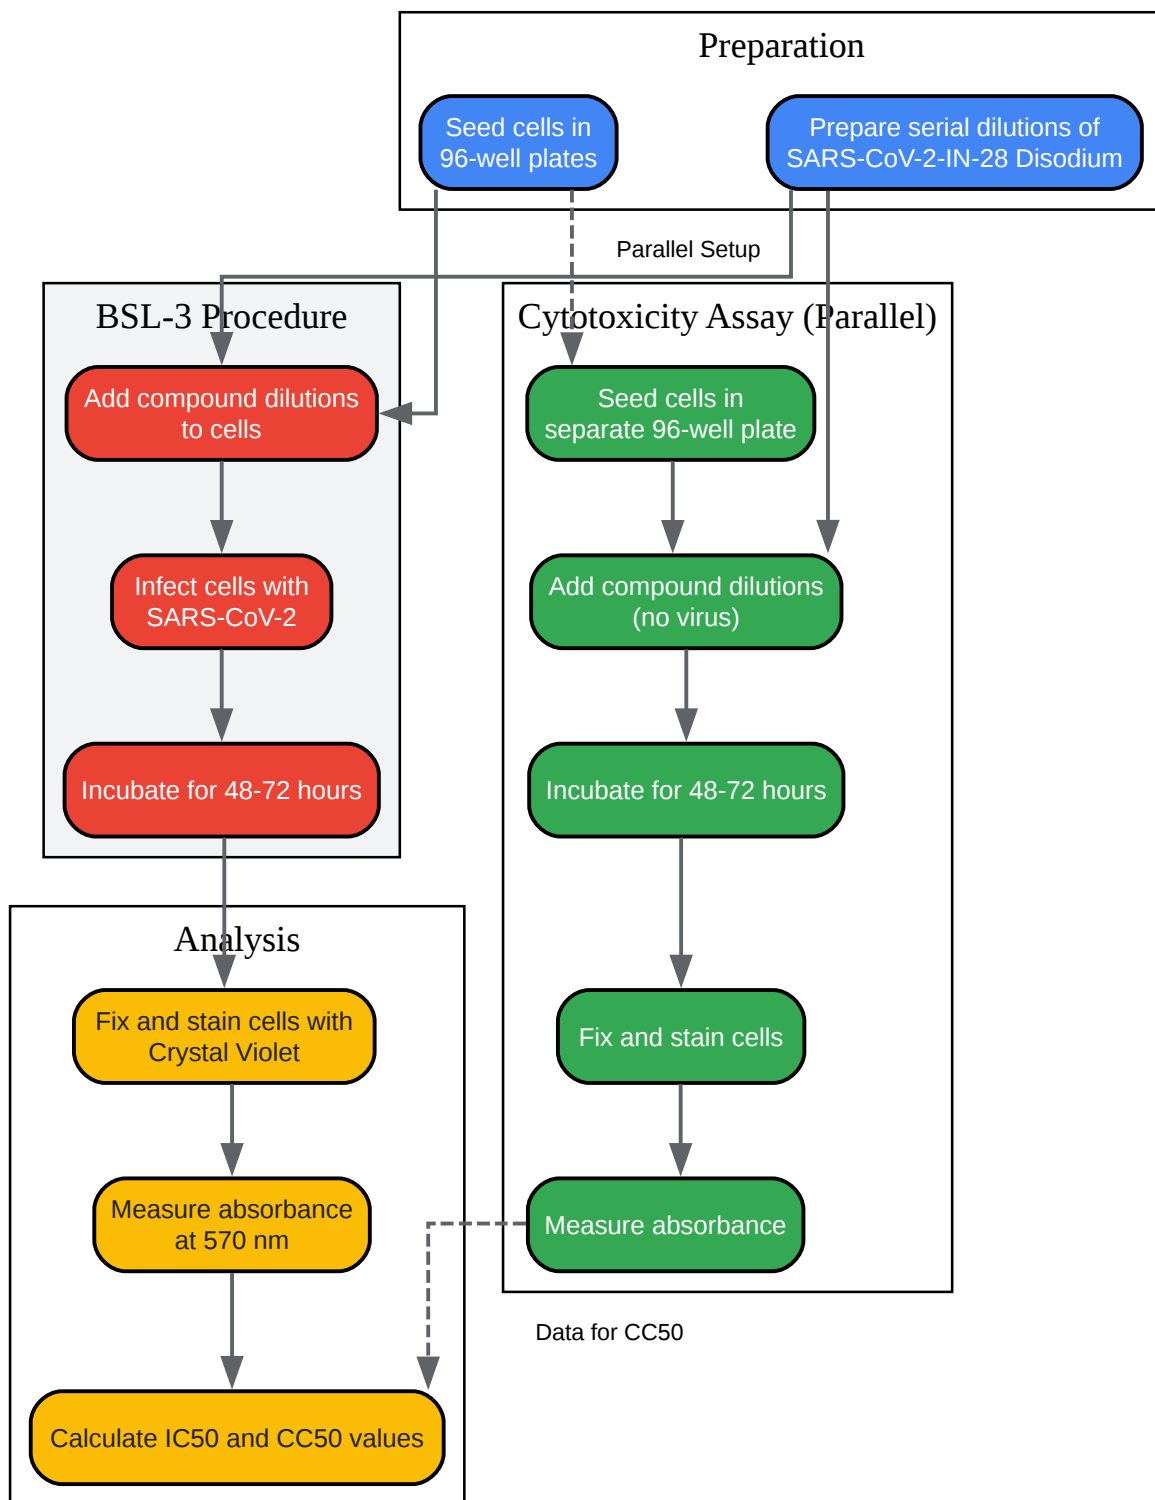 Preparation
Seed cells in
96-well plates
Prepare serial dilutions of
SARS-CoV-2-IN-28 Disodium
Parallel Setup
BSL-3 Procedure
Add compound dilutions
to cells
Infect cells with
SARS-CoV-2
Incubate for 48-72 hours
Cytotoxicity Assay (Parallel)
Seed cells in
separate 96-well plate
Add compound dilutions
(no virus)
Incubate for 48-72 hours
Fix and stain cells
Measure absorbance
Data for CC50
Analysis
Fix and stain cells with
Crystal Violet
Measure absorbance
at 570 nm
Calculate IC50 and CC50 values